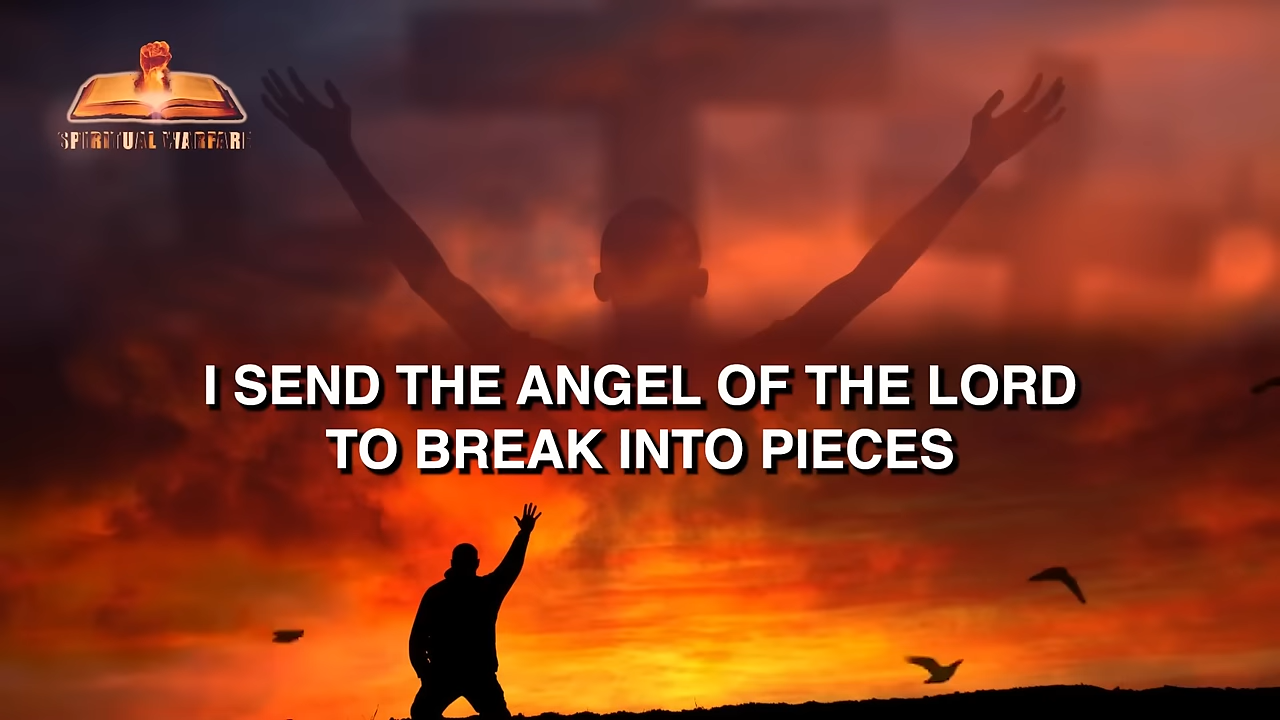 SPIRITUAL WARFARE
I SEND THE ANGEL OF THE LORD
TO BREAK INTO PIECES